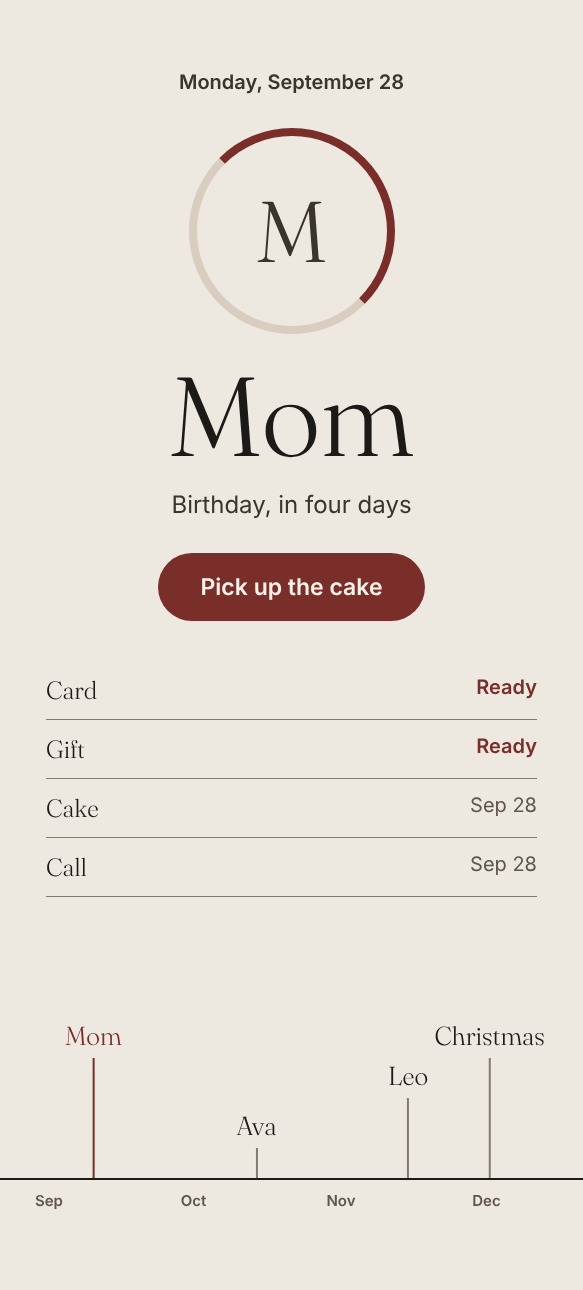 Monday, September 28
M
Mom
Birthday, in four days
Pick up the cake
Card Ready
Gift Ready
Cake Sep 28
Call Sep 28
Mom
Christmas
Leo
Ava
Sep Oct Nov Dec